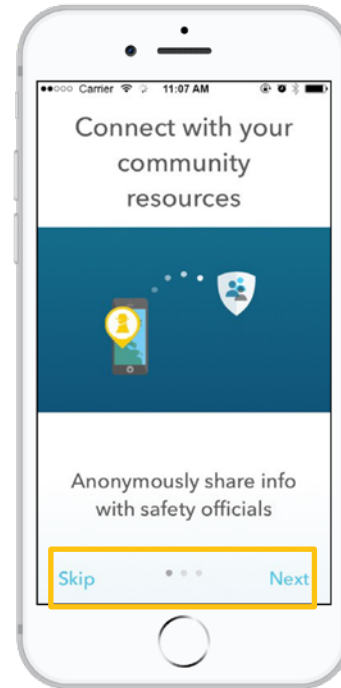 Carrier 11:07 AM
Connect with your
community
resources
Anonymously share info
with safety officials
Skip Next